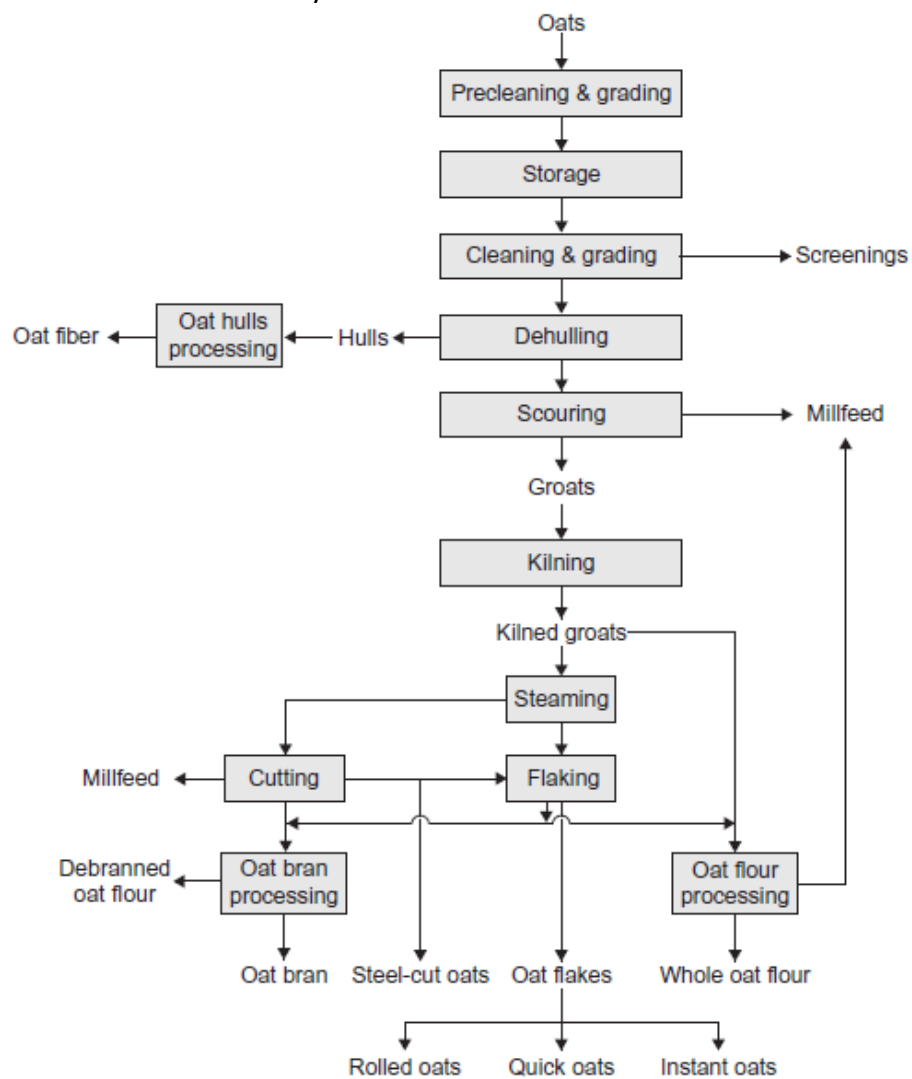 Oats
Precleaning & grading
Storage
Cleaning & grading
Screenings
Oat fiber
Oat hulls
processing
Hulls
Dehulling
Scouring
Millfeed
Groats
Kilning
Kilned groats
Steaming
Millfeed
Cutting
Flaking
Debranned
oat flour
Oat bran
processing
Oat flour
processing
Oat bran
Steel-cut oats
Oat flakes
Whole oat flour
Rolled oats
Quick oats
Instant oats